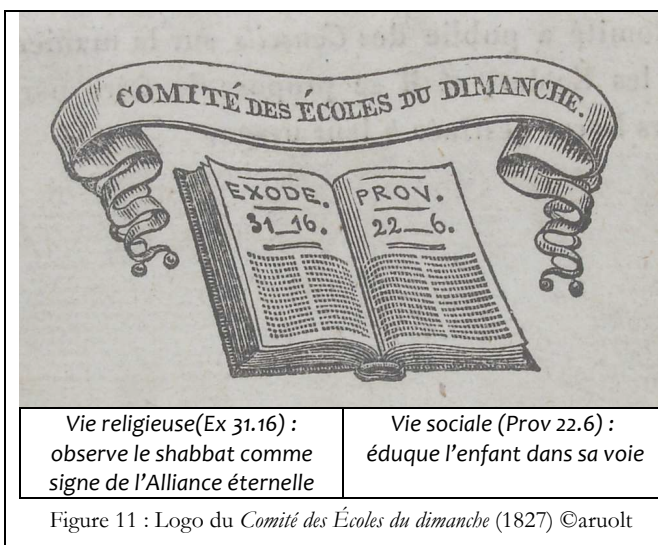 COMITÉ DES ÉCOLES DU DIMANCHE.
EXODE. PROV.
31_16. 22_6.
Vie religieuse(Ex 31.16) :
observe le shabbat comme
signe de l'Alliance éternelle
Vie sociale (Prov 22.6) :
éduque l'enfant dans sa voie
Figure 11 : Logo du Comité des Écoles du dimanche (1827) ©aruolt